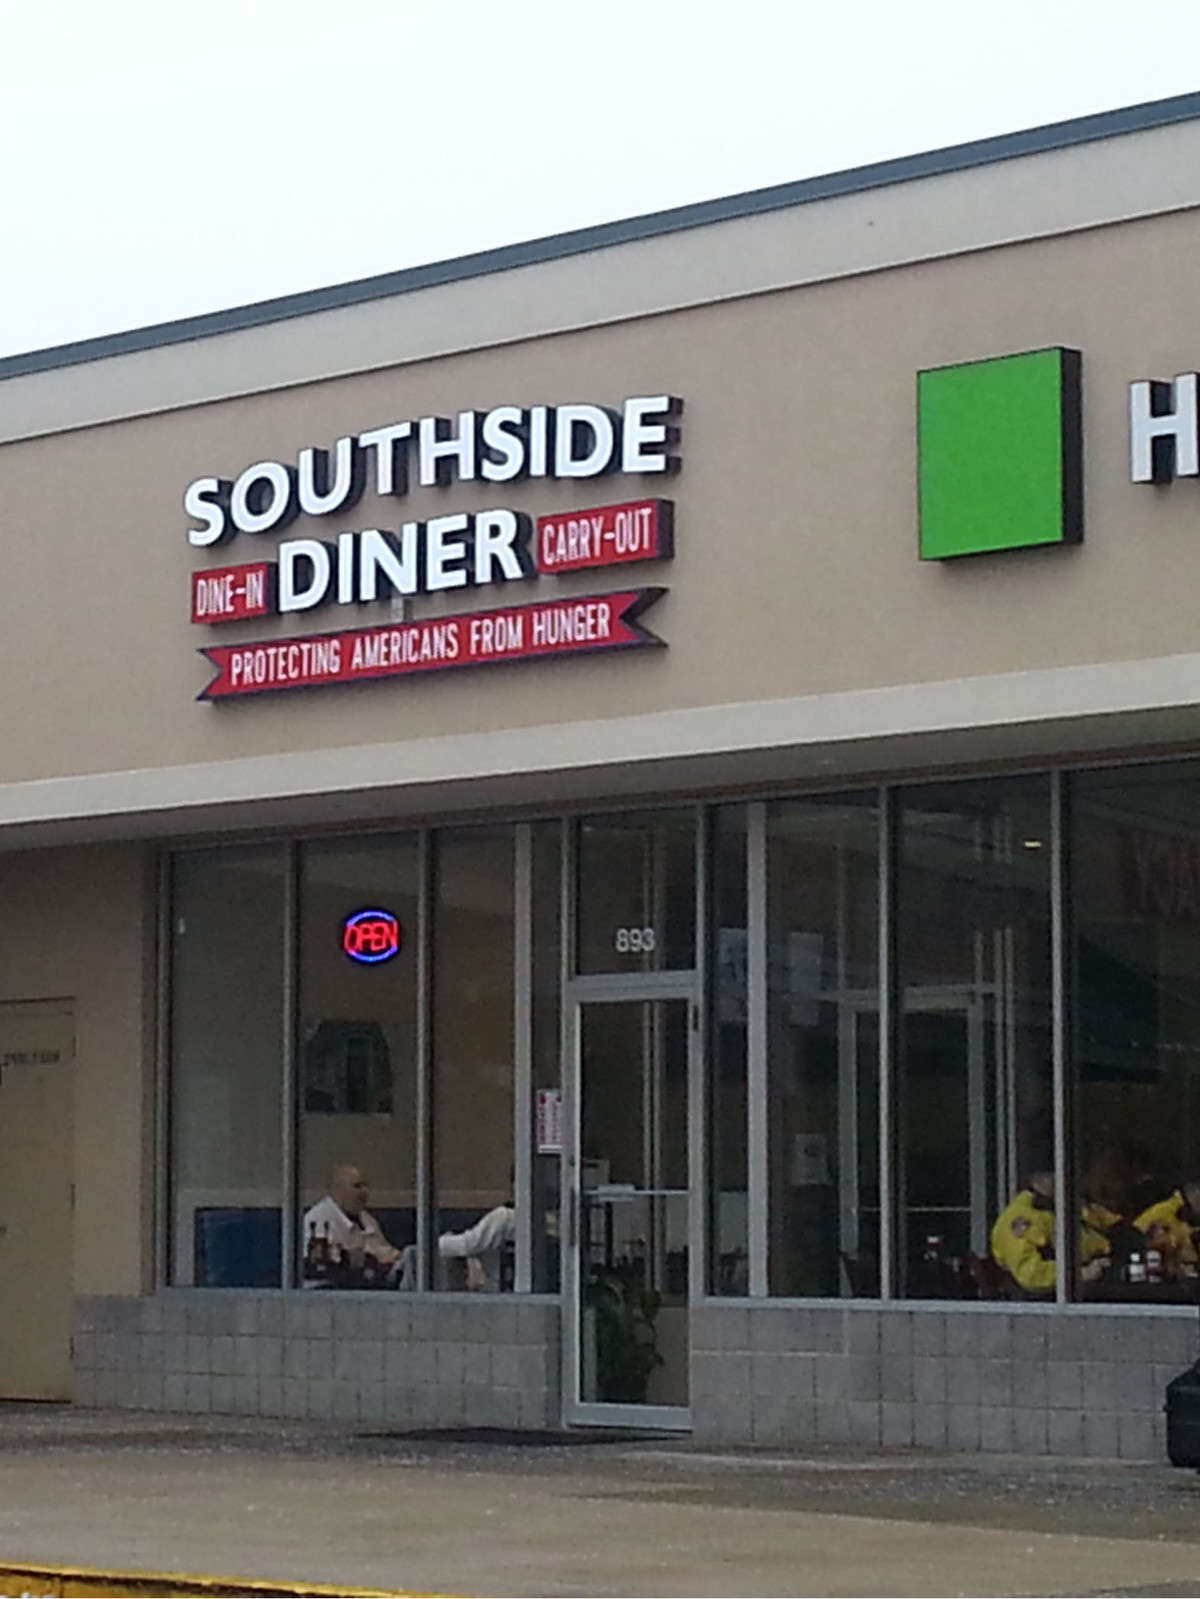 SOUTHSIDE
DINE-IN DINER CARRY-OUT
PROTECTING AMERICANS FROM HUNGER
H
OPEN
893